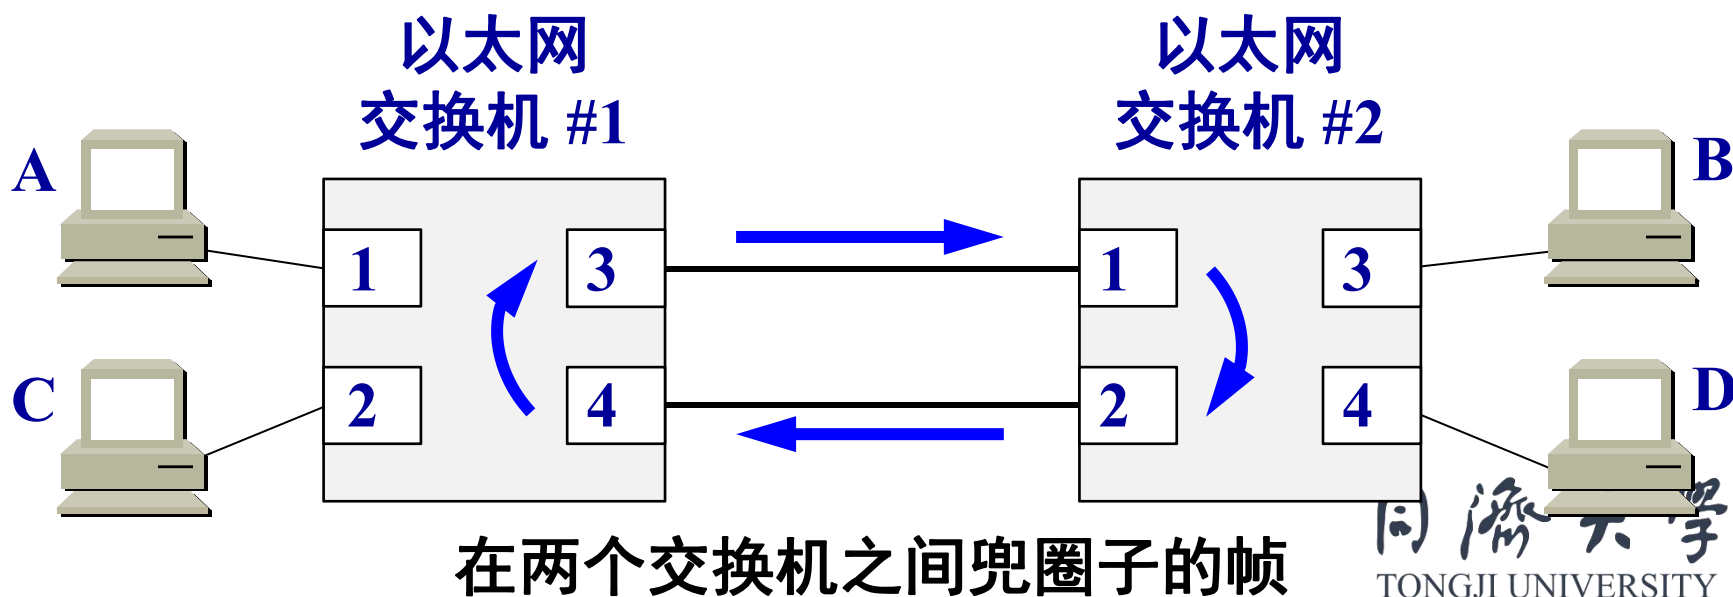 以太网
交换机 #1
以太网
交换机 #2
A
B
C
D
1
3
2
4
1
3
2
4
在两个交换机之间兜圈子的帧
同济大学
TONGJI UNIVERSITY